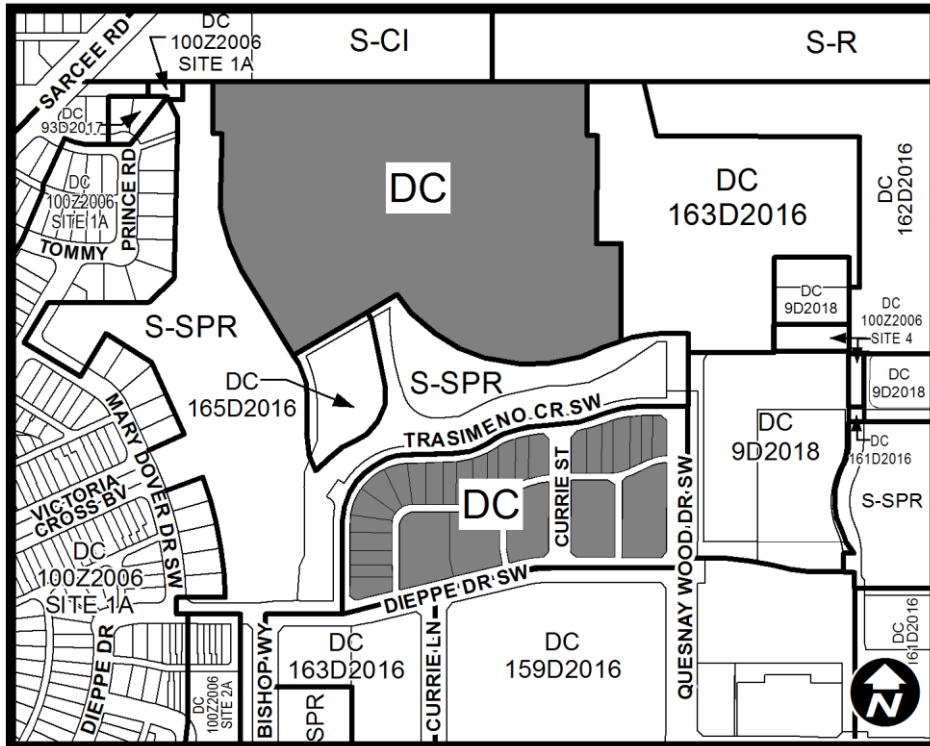 DC
100Z2006
SITE 1A
S-CI
S-R
SARCEE RD
DC
93D2017
DC
100Z2006
SITE 1A
TOMMY PRINCE RD
DC
DC
163D2016
DC
162D2016
DC
9D2018
DC
100Z2006
SITE 4
S-SPR
DC
165D2016
S-SPR
DC
9D2018
TRASIMENO CR SW
MARY DOVER DR SW
VICTORIA
CROSS BV
DC
CURRIE ST
DC
9D2018
DC
161D2016
S-SPR
QUESNAY WOOD DR SW
DIEPPE DR SW
DC
100Z2006
SITE 1A
DIEPPE DR
DC
100Z2006
SITE 2A
BISHOP WY
DC
163D2016
SPR
CURRIE LN
DC
159D2016
DC
161D2016
N